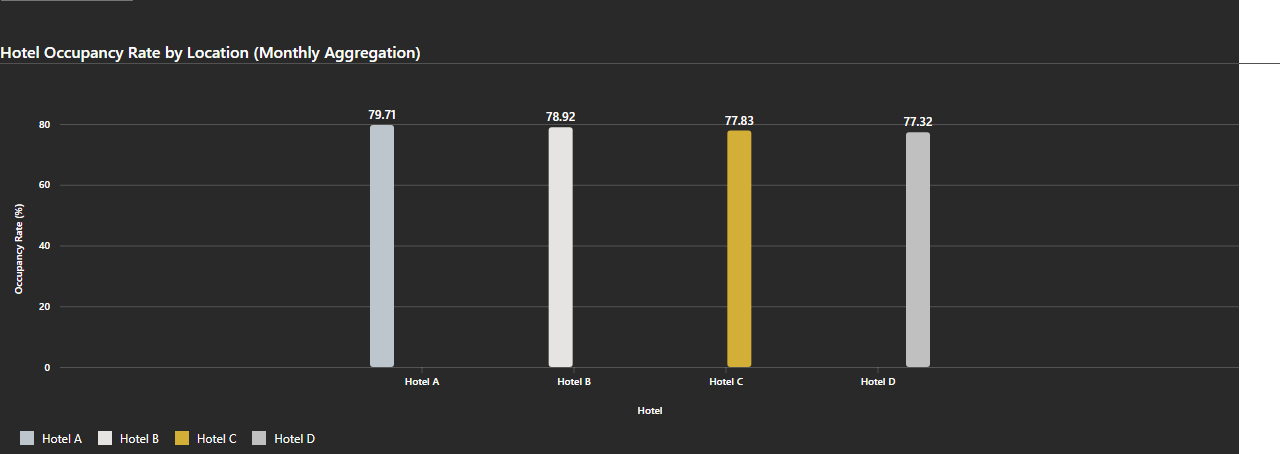 Hotel Occupancy Rate by Location (Monthly Aggregation)
79.71
78.92
77.83
77.32
80
60
40
20
0
Occupancy Rate (%)
Hotel A
Hotel B
Hotel C
Hotel D
Hotel
Hotel A
Hotel B
Hotel C
Hotel D